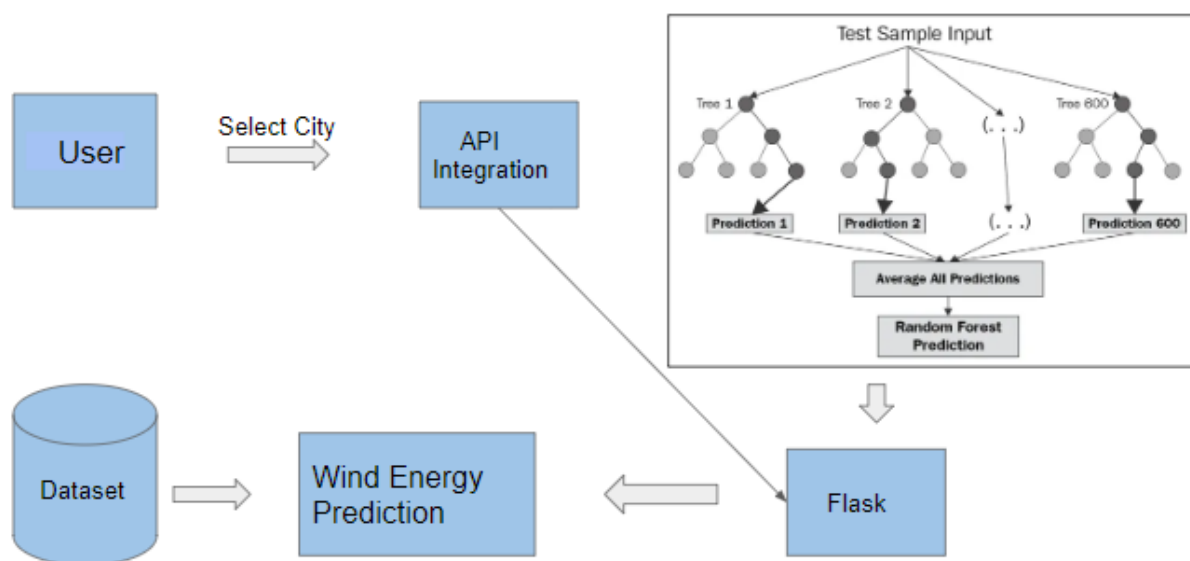 Test Sample Input
Tree 1
Tree 2
Tree 600
(. . .)
User
Select City
API
Integration
Prediction 1
Prediction 2
(. . .)
Prediction 600
Average All Predictions
Random Forest
Prediction
Dataset
Wind Energy
Prediction
Flask